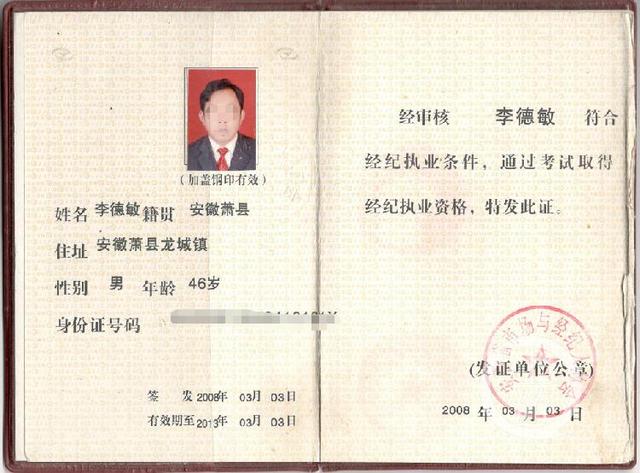 (加盖钢印有效)
姓名 李德敏 籍贯 安徽萧县
住址 安徽萧县龙城镇
性别 男 年龄 46岁
身份证号码
签 发 2008年 03月 03日
有效期至 2013年 03月 03日
经审核 李德敏 符合
经纪执业条件，通过考试取得
经纪执业资格，特发此证。
市场与经纪
(发证单位公章)
2008 年 03 月 03 日